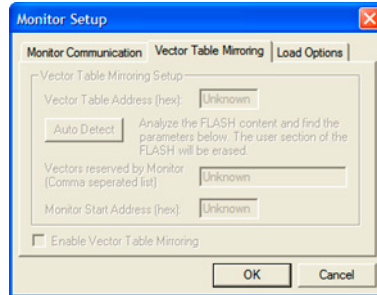 Monitor Setup
Monitor Communication Vector Table Mirroring Load Options
Vector Table Mirroring Setup
Vector Table Address (hex): Unknown
Auto Detect Analyze the FLASH content and find the
parameters below. The user section of the
FLASH will be erased.
Vectors reserved by Monitor
(Comma seperated list) Unknown
Monitor Start Address (hex): Unknown
Enable Vector Table Mirroring
OK Cancel